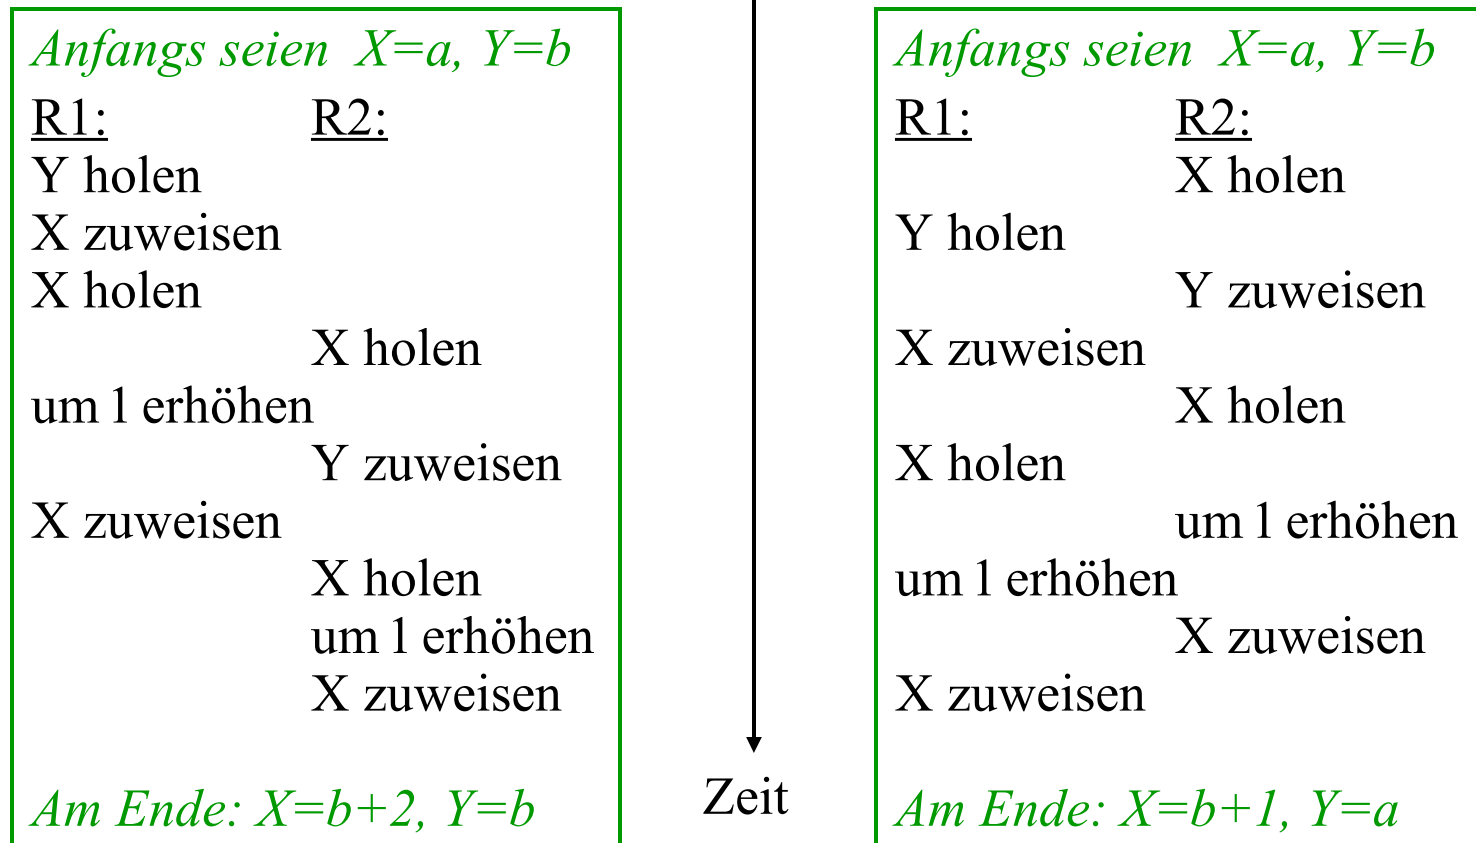 Anfangs seien X=a, Y=b
R1: R2:
Y holen
X zuweisen
X holen
X holen
um 1 erhöhen
Y zuweisen
X zuweisen
X holen
um 1 erhöhen
X zuweisen
Am Ende: X=b+2, Y=b
Zeit
Anfangs seien X=a, Y=b
R1: R2:
X holen
Y holen
Y zuweisen
X zuweisen
X holen
X holen
um 1 erhöhen
um 1 erhöhen
X zuweisen
X zuweisen
Am Ende: X=b+1, Y=a